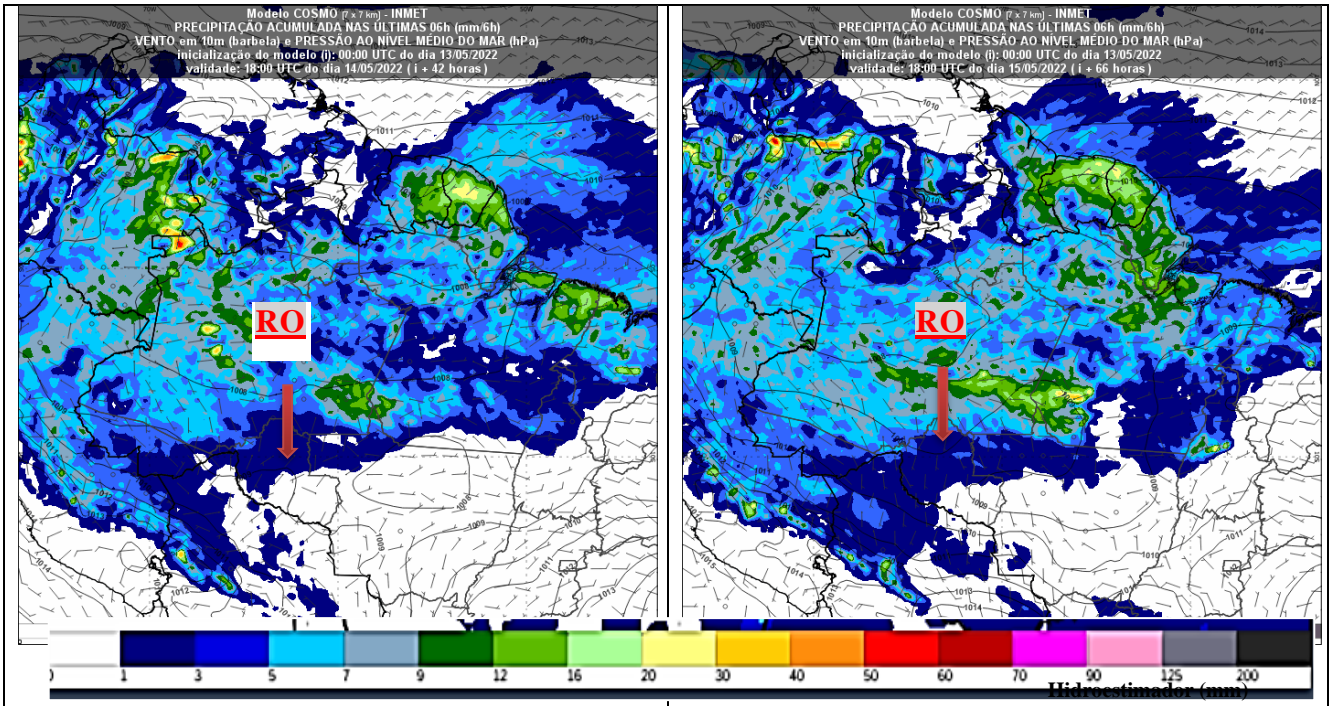 Modelo COSMO (7 x 7 km) - INMET
PRECIPITAÇÃO ACUMULADA NAS ÚLTIMAS 06h (mm/6h)
VENTO em 10m (barbela) e PRESSÃO AO NÍVEL MÉDIO DO MAR (hPa)
inicialização do modelo (i): 00:00 UTC do dia 13/05/2022
validade: 18:00 UTC do dia 14/05/2022 ( i + 42 horas )
RO
Modelo COSMO (7 x 7 km) - INMET
PRECIPITAÇÃO ACUMULADA NAS ÚLTIMAS 06h (mm/6h)
VENTO em 10m (barbela) e PRESSÃO AO NÍVEL MÉDIO DO MAR (hPa)
inicialização do modelo (i): 00:00 UTC do dia 13/05/2022
validade: 18:00 UTC do dia 15/05/2022 ( i + 66 horas )
RO
1 3 5 7 9 12 16 20 30 40 50 60 70 90 125 200
Hidroestimador (mm)